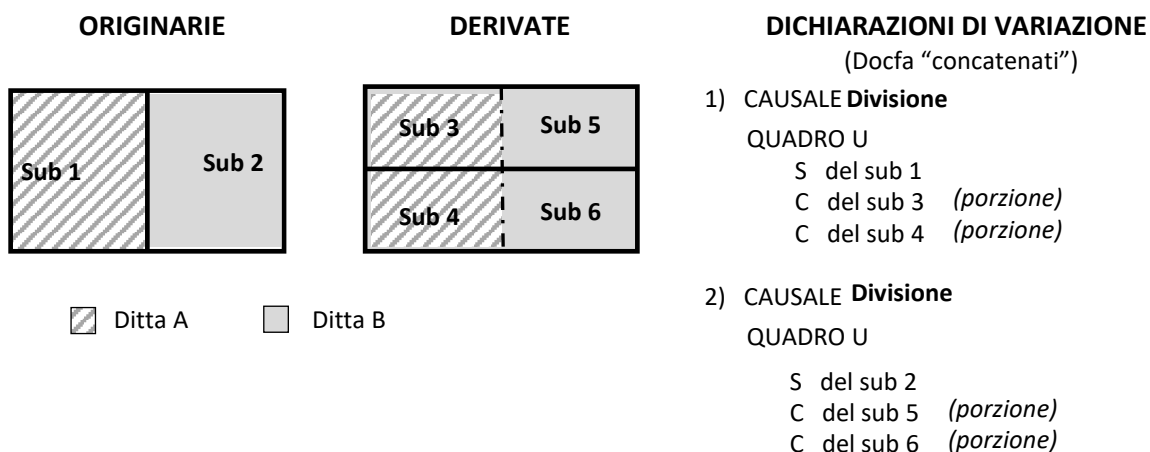 ORIGINARIE
DERIVATE
DICHIARAZIONI DI VARIAZIONE
(Docfa “concatenati”)
Sub 1
Sub 2
Sub 3
Sub 5
Sub 4
Sub 6
Ditta A
Ditta B
1) CAUSALE Divisione
QUADRO U
S del sub 1
C del sub 3 (porzione)
C del sub 4 (porzione)
2) CAUSALE Divisione
QUADRO U
S del sub 2
C del sub 5 (porzione)
C del sub 6 (porzione)